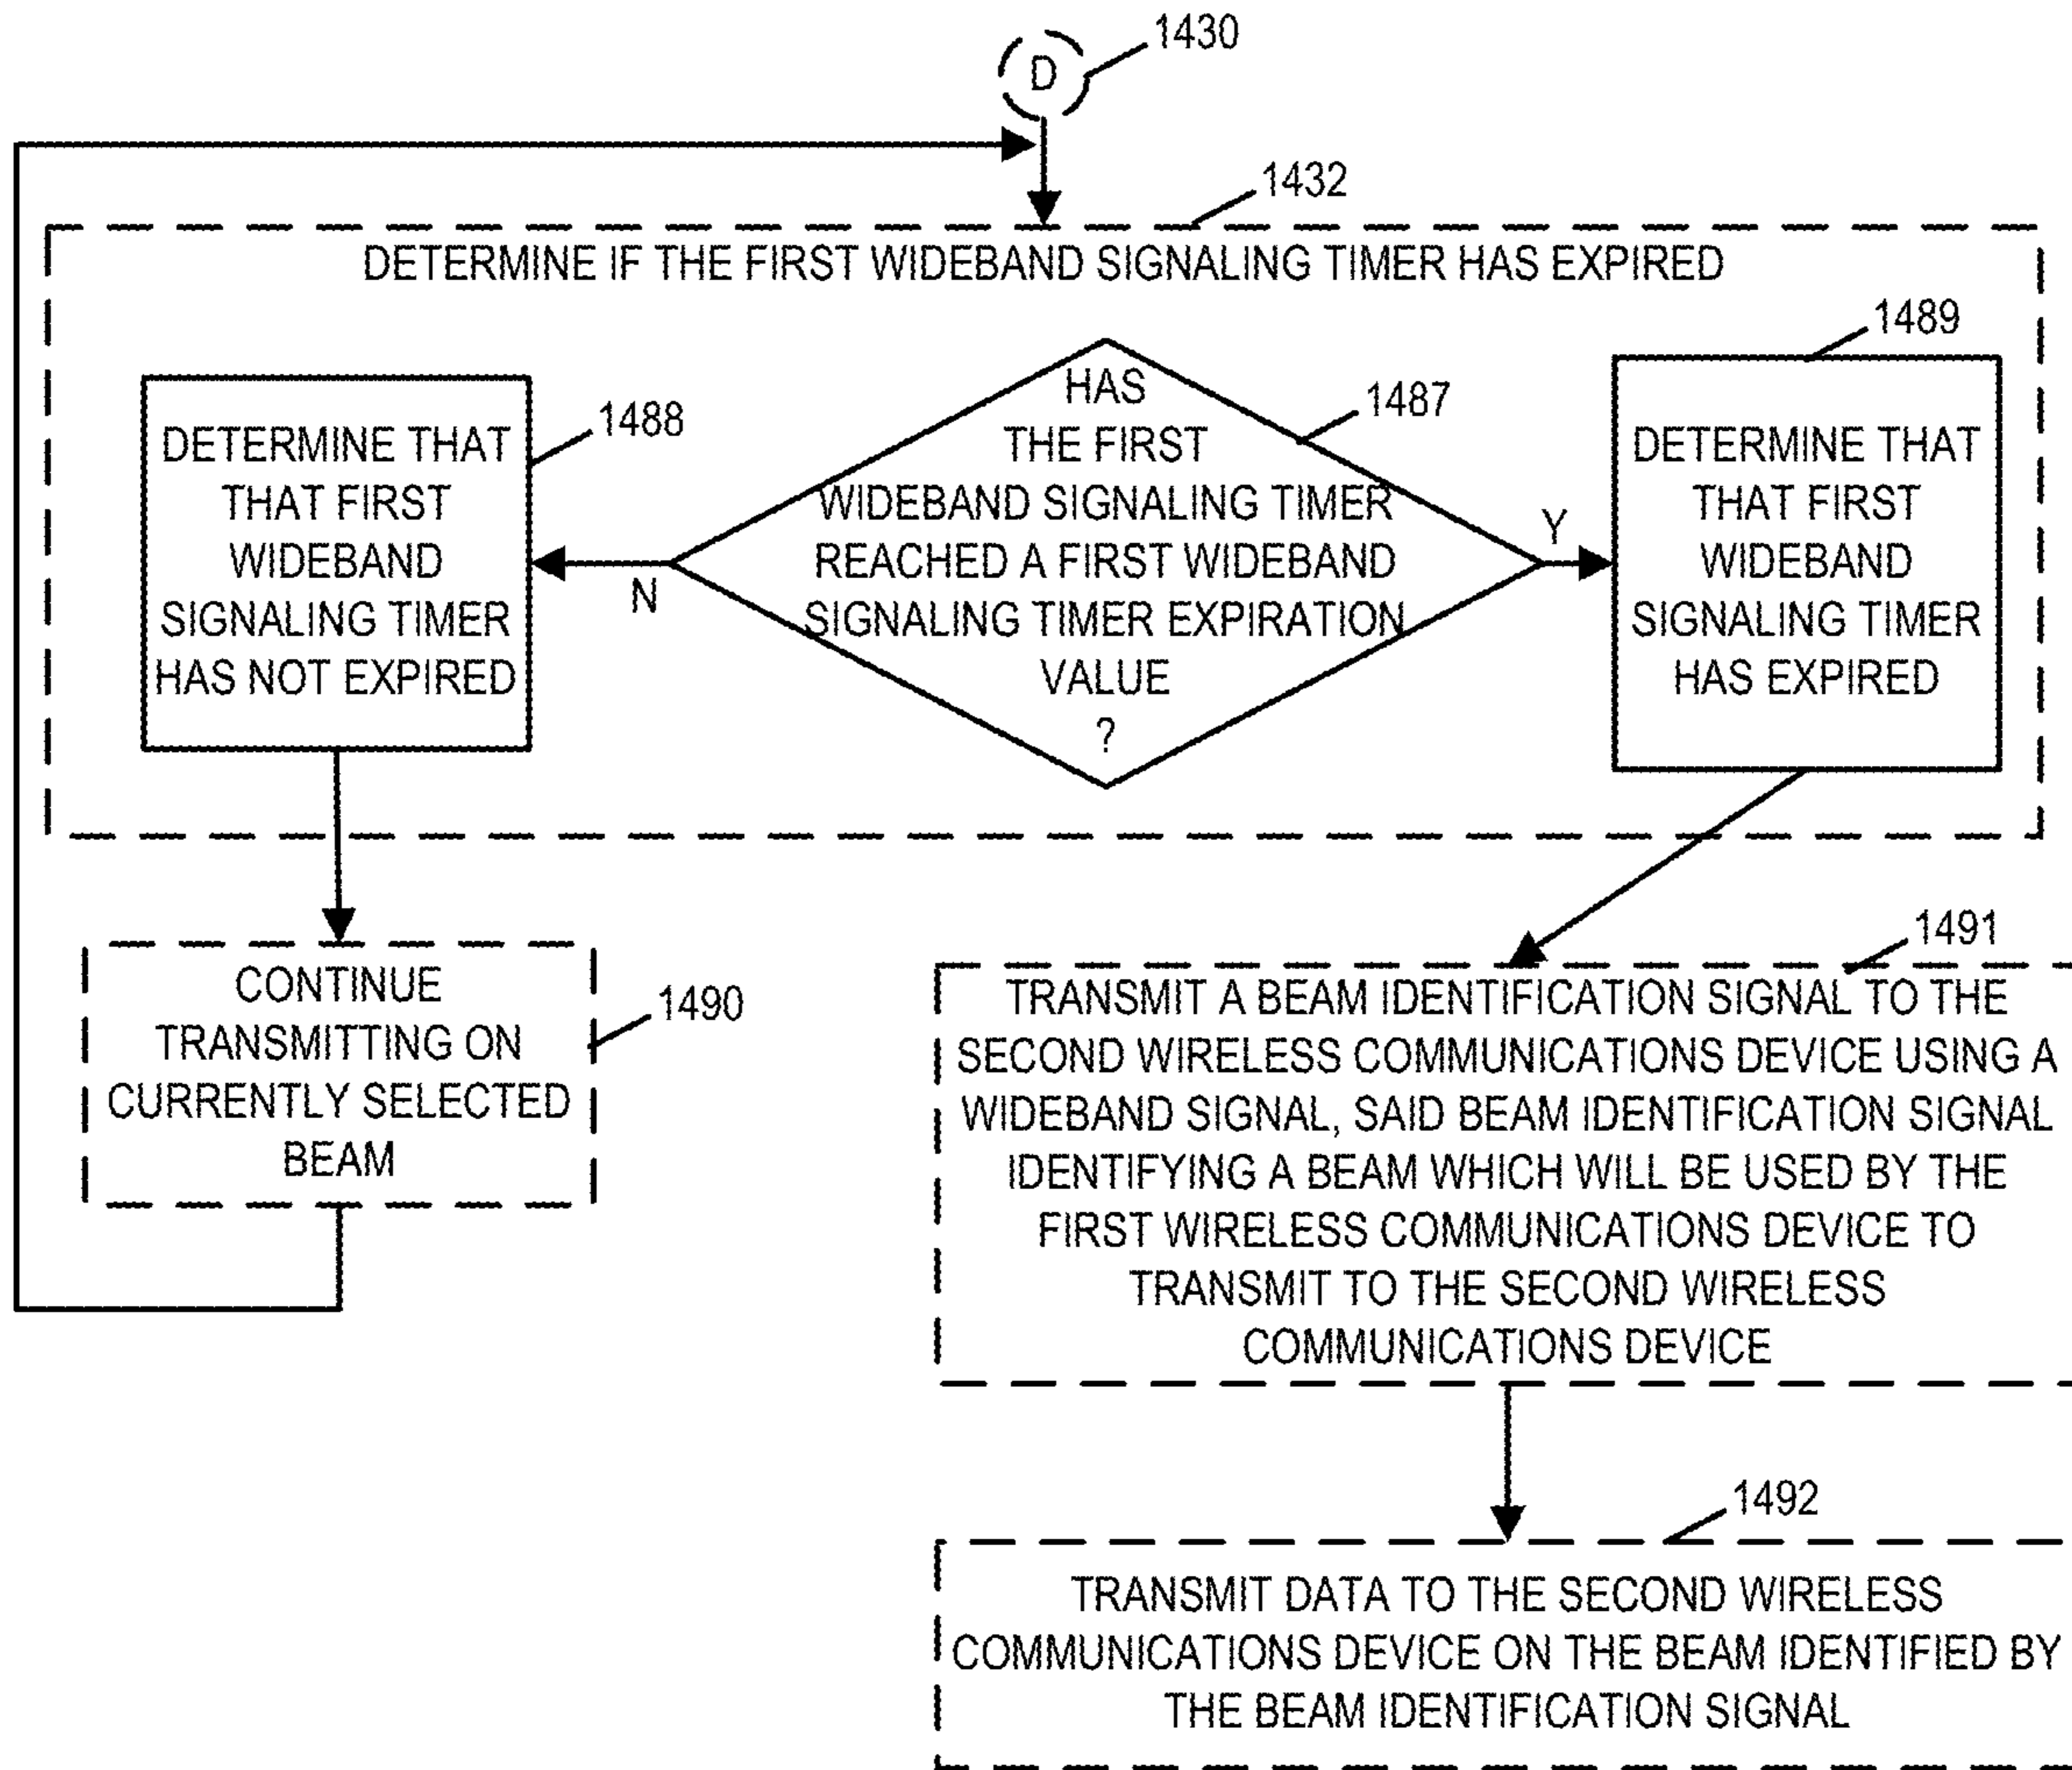 1430
D
1432
DETERMINE IF THE FIRST WIDEBAND SIGNALING TIMER HAS EXPIRED
1488
DETERMINE THAT
THAT FIRST
WIDEBAND
SIGNALING TIMER
HAS NOT EXPIRED
N
1487
HAS
THE FIRST
WIDEBAND SIGNALING TIMER
REACHED A FIRST WIDEBAND
SIGNALING TIMER EXPIRATION
VALUE
?
Y
1489
DETERMINE THAT
THAT FIRST
WIDEBAND
SIGNALING TIMER
HAS EXPIRED
1490
CONTINUE
TRANSMITTING ON
CURRENTLY SELECTED
BEAM
1491
TRANSMIT A BEAM IDENTIFICATION SIGNAL TO THE
SECOND WIRELESS COMMUNICATIONS DEVICE USING A
WIDEBAND SIGNAL, SAID BEAM IDENTIFICATION SIGNAL
IDENTIFYING A BEAM WHICH WILL BE USED BY THE
FIRST WIRELESS COMMUNICATIONS DEVICE TO
TRANSMIT TO THE SECOND WIRELESS
COMMUNICATIONS DEVICE
1492
TRANSMIT DATA TO THE SECOND WIRELESS
COMMUNICATIONS DEVICE ON THE BEAM IDENTIFIED BY
THE BEAM IDENTIFICATION SIGNAL